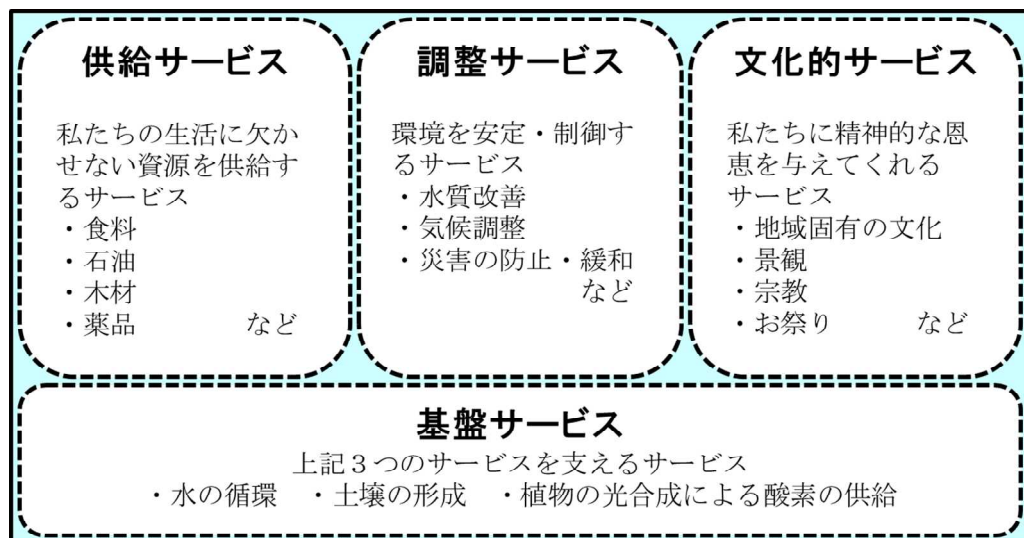 供給サービス
私たちの生活に欠か
せない資源を供給す
るサービス
・食料
・石油
・木材
・薬品　　　　など
調整サービス
環境を安定・制御す
るサービス
・水質改善
・気候調整
・災害の防止・緩和
など
文化的サービス
私たちに精神的な恩
恵を与えてくれる
サービス
・地域固有の文化
・景観
・宗教
・お祭り　　　など
基盤サービス
上記３つのサービスを支えるサービス
・水の循環　・土壌の形成　・植物の光合成による酸素の供給